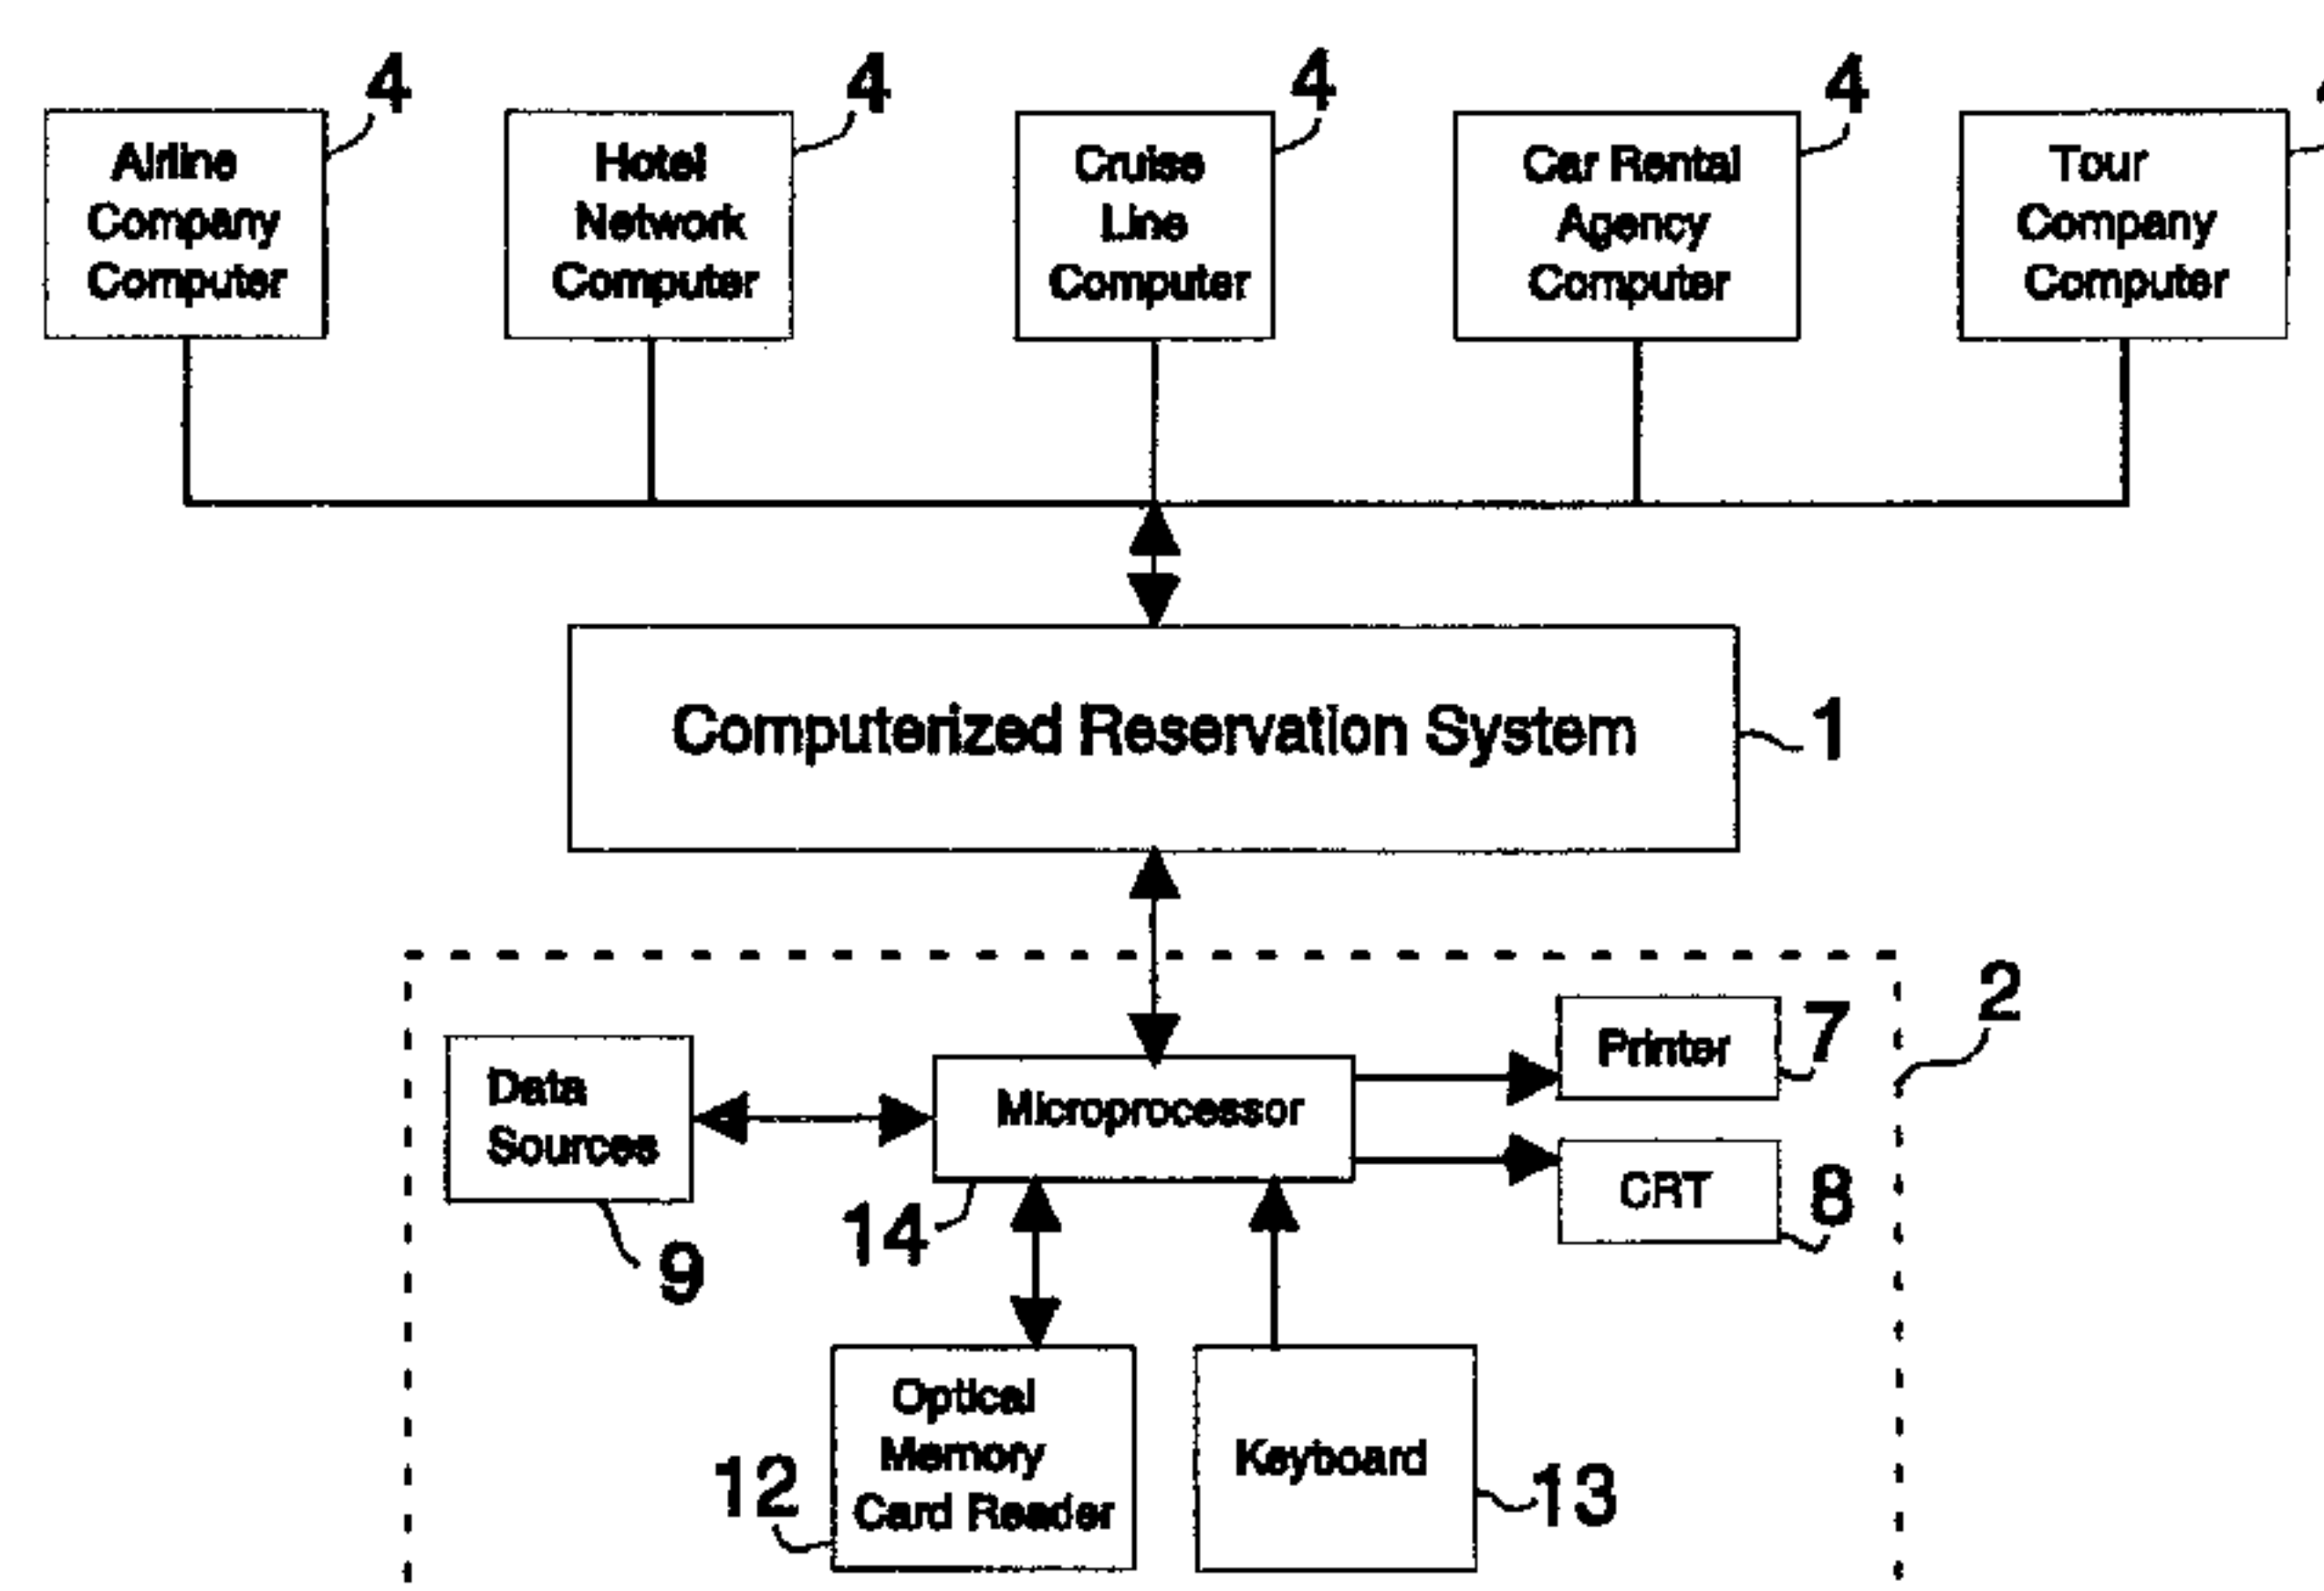 4 4 4 4
Airline Company Computer
Hotel Network Computer
Cruise Line Computer
Car Rental Agency Computer
Tour Company Computer
Computerized Reservation System
1
2
Data Sources
9
Microprocessor
14
Printer
7
CRT
8
Optical Memory Card Reader
12
Keyboard
13